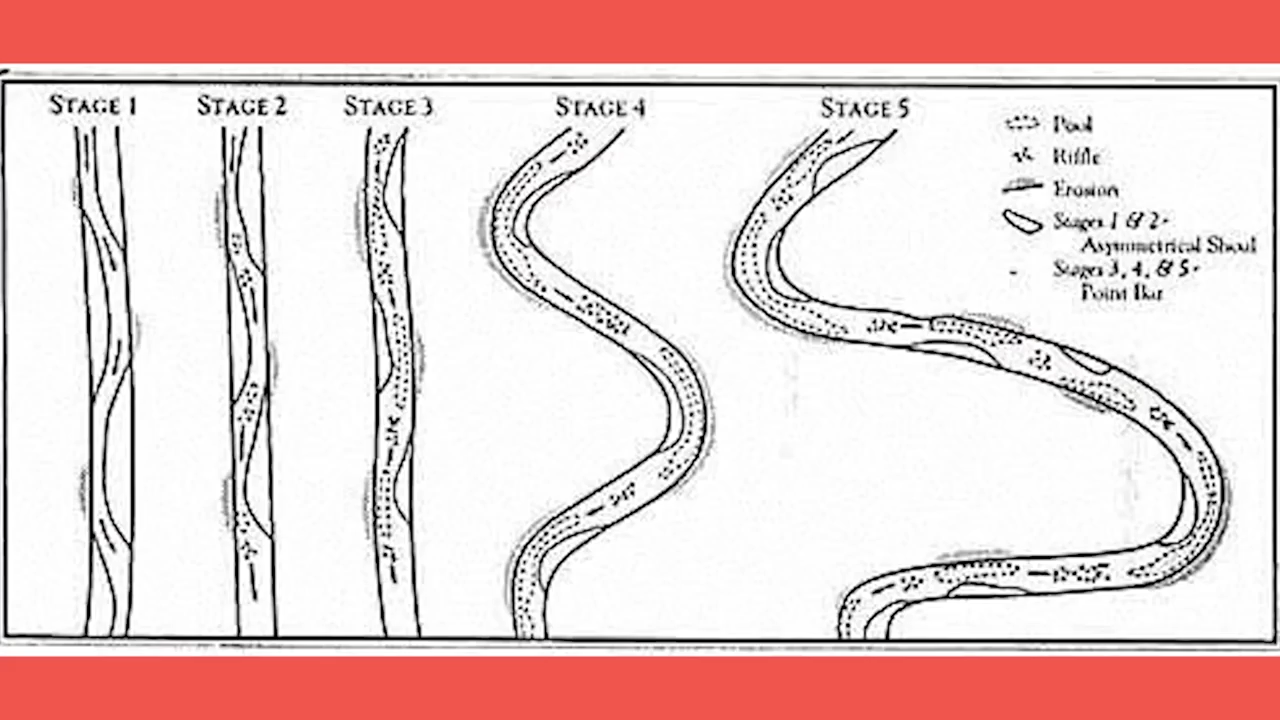 STAGE 1
STAGE 2
STAGE 3
STAGE 4
STAGE 5
Pool
Riffle
Erosion
Stages 1 & 2-
Asymmetrical Shoal
Stages 3, 4, & 5-
Point Bar